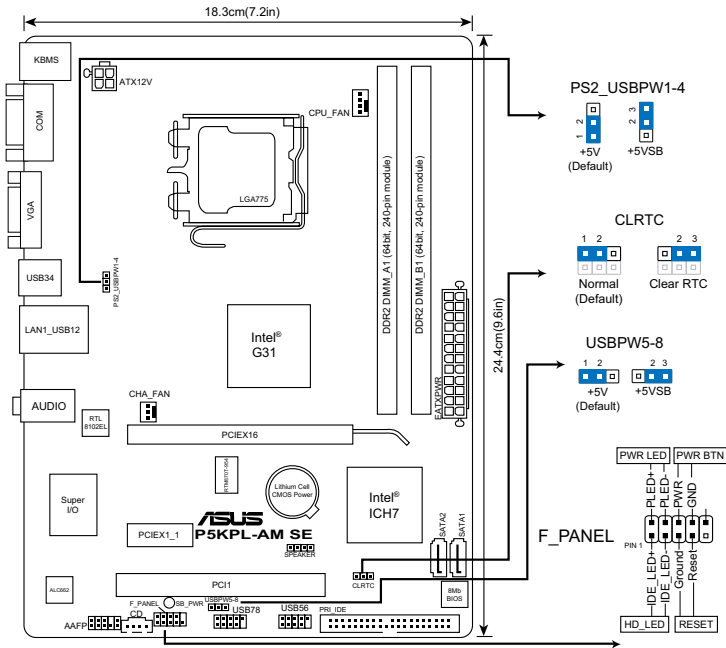 18.3cm(7.2in)
KBMS
ATX12V
CPU_FAN
COM
LGA775
VGA
DDR2 DIMM_A1 (64bit, 240-pin module)
DDR2 DIMM_B1 (64bit, 240-pin module)
24.4cm(9.6in)
USB34
PS2_USBPW1-4
LAN1_USB12
Intel®
G31
EATXPWR
CHA_FAN
AUDIO
RTL
8102EL
PCIEX16
RTM870T-954
Lithium Cell
CMOS Power
Super
I/O
Intel®
ICH7
ASUS
P5KPL-AM SE
SATA2
SATA1
PCIEX1_1
SPEAKER
CLRTC
PCI1
8Mb
BIOS
ALC662
F_PANEL
SB_PWR
USBPW5-8
AAFP
CD
USB78
USB56
PRI_IDE
PS2_USBPW1-4
1 2
2 3
+5V
(Default)
+5VSB
CLRTC
1 2
2 3
Normal
(Default)
Clear RTC
USBPW5-8
1 2
2 3
+5V
(Default)
+5VSB
F_PANEL
PWR LED
PWR BTN
PLED+
PLED-
PWR
GND
PIN 1
IDE_LED+
IDE_LED-
Ground
Reset
HD_LED
RESET